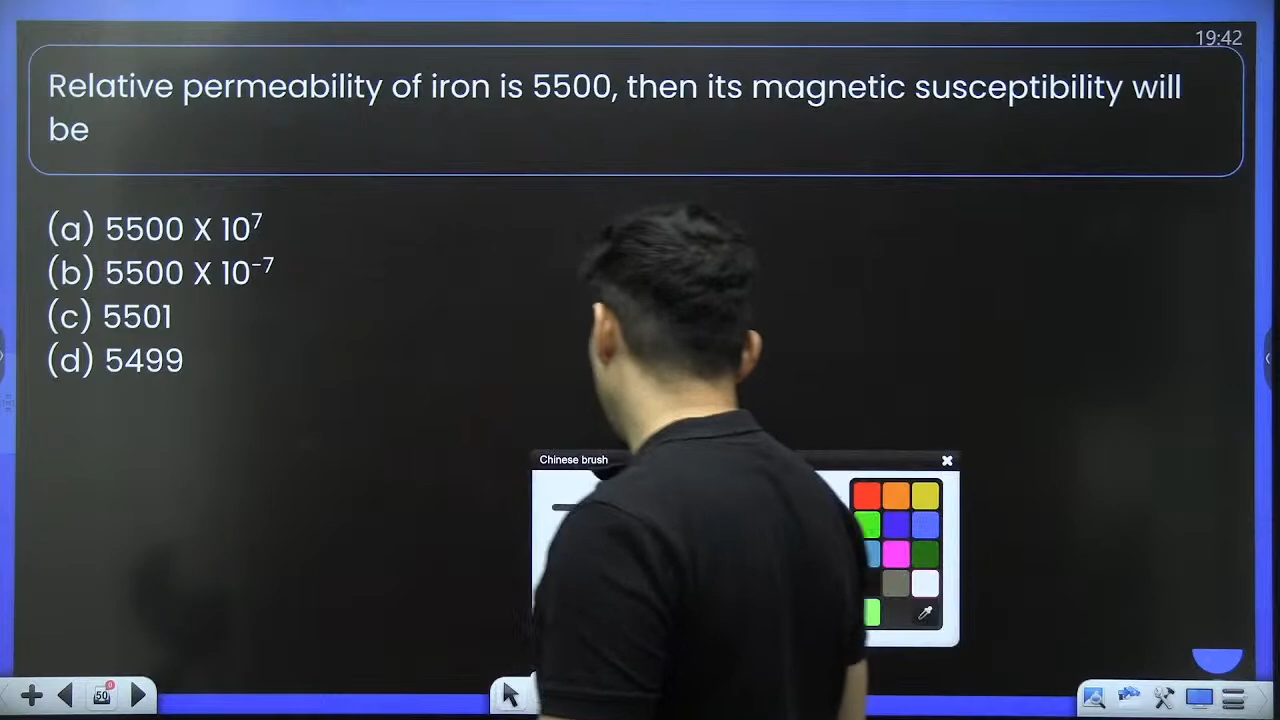 19:42
Relative permeability of iron is 5500, then its magnetic susceptibility will
be
(a) 5500 X 10⁷
(b) 5500 X 10⁻⁷
(c) 5501
(d) 5499
Chinese brush
50
0